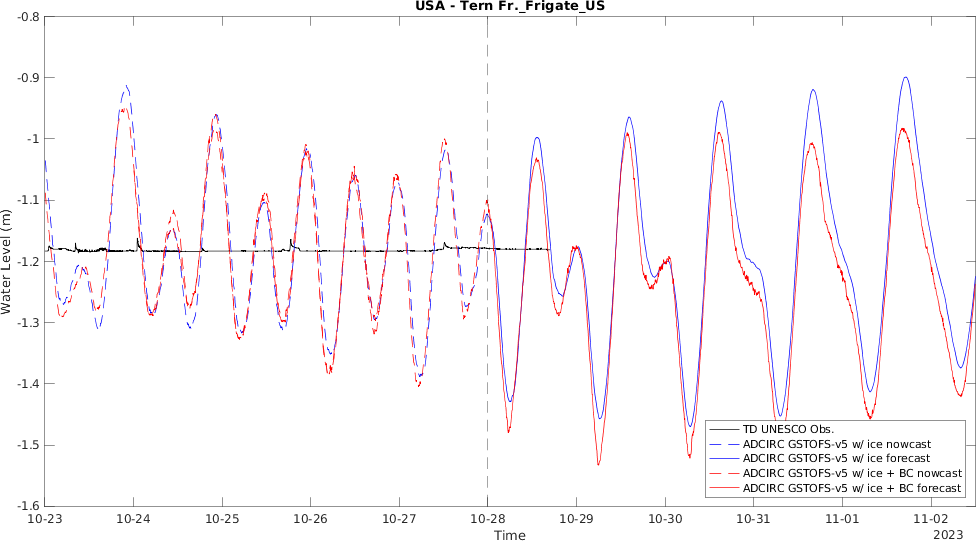 USA - Tern Fr._Frigate_US
Water Level (m)
-0.8
-0.9
-1
-1.1
-1.2
-1.3
-1.4
-1.5
-1.6
TD UNESCO Obs.
ADCIRC GSTOFS-v5 w/ ice nowcast
ADCIRC GSTOFS-v5 w/ ice forecast
ADCIRC GSTOFS-v5 w/ ice + BC nowcast
ADCIRC GSTOFS-v5 w/ ice + BC forecast
10-23 10-24 10-25 10-26 10-27 10-28 10-29 10-30 10-31 11-01 11-02
Time
2023